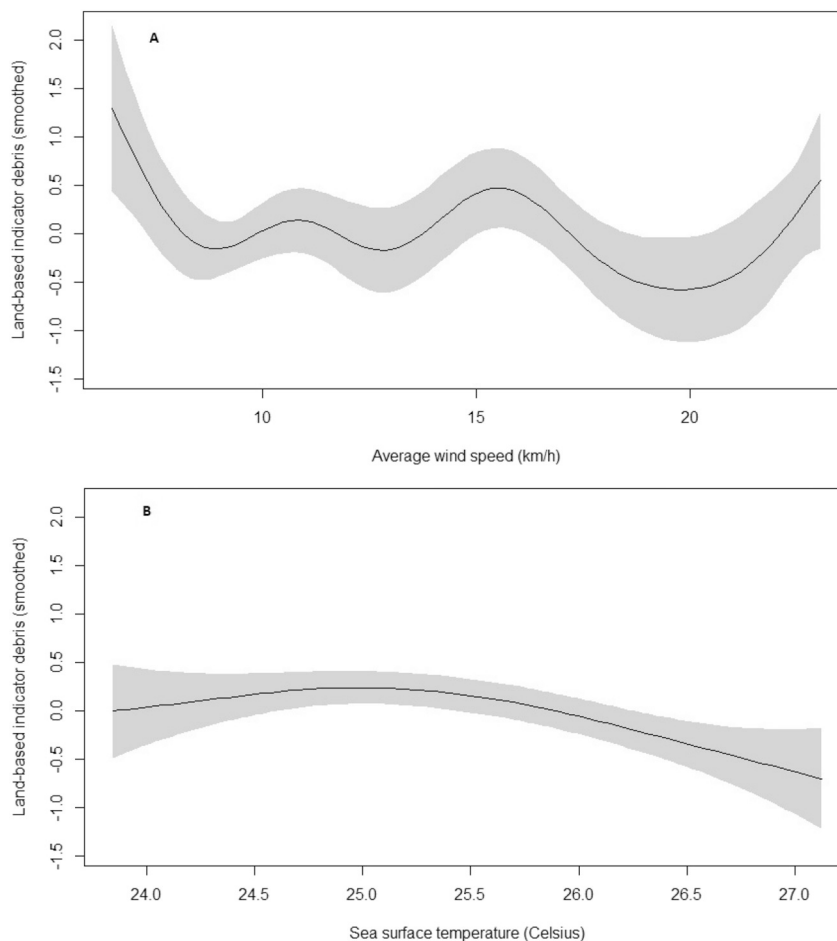 A
Land-based indicator debris (smoothed)
2.0
1.5
1.0
0.5
0.0
-0.5
-1.0
-1.5
10 15 20
Average wind speed (km/h)
B
Land-based indicator debris (smoothed)
2.0
1.5
1.0
0.5
0.0
-0.5
-1.0
-1.5
24.0 24.5 25.0 25.5 26.0 26.5 27.0
Sea surface temperature (Celsius)